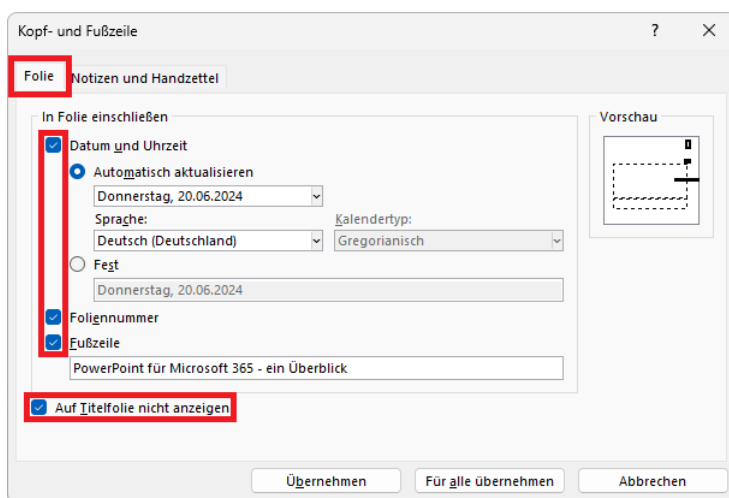 Kopf- und Fußzeile ? ×
Folie Notizen und Handzettel
In Folie einschließen Vorschau
Datum und Uhrzeit
Automatisch aktualisieren
Donnerstag, 20.06.2024
Sprache: Kalendertyp:
Deutsch (Deutschland) Gregorianisch
Fest
Donnerstag, 20.06.2024
Foliennummer
Fußzeile
PowerPoint für Microsoft 365 - ein Überblick
Auf Titelfolie nicht anzeigen
Übernehmen Für alle übernehmen Abbrechen